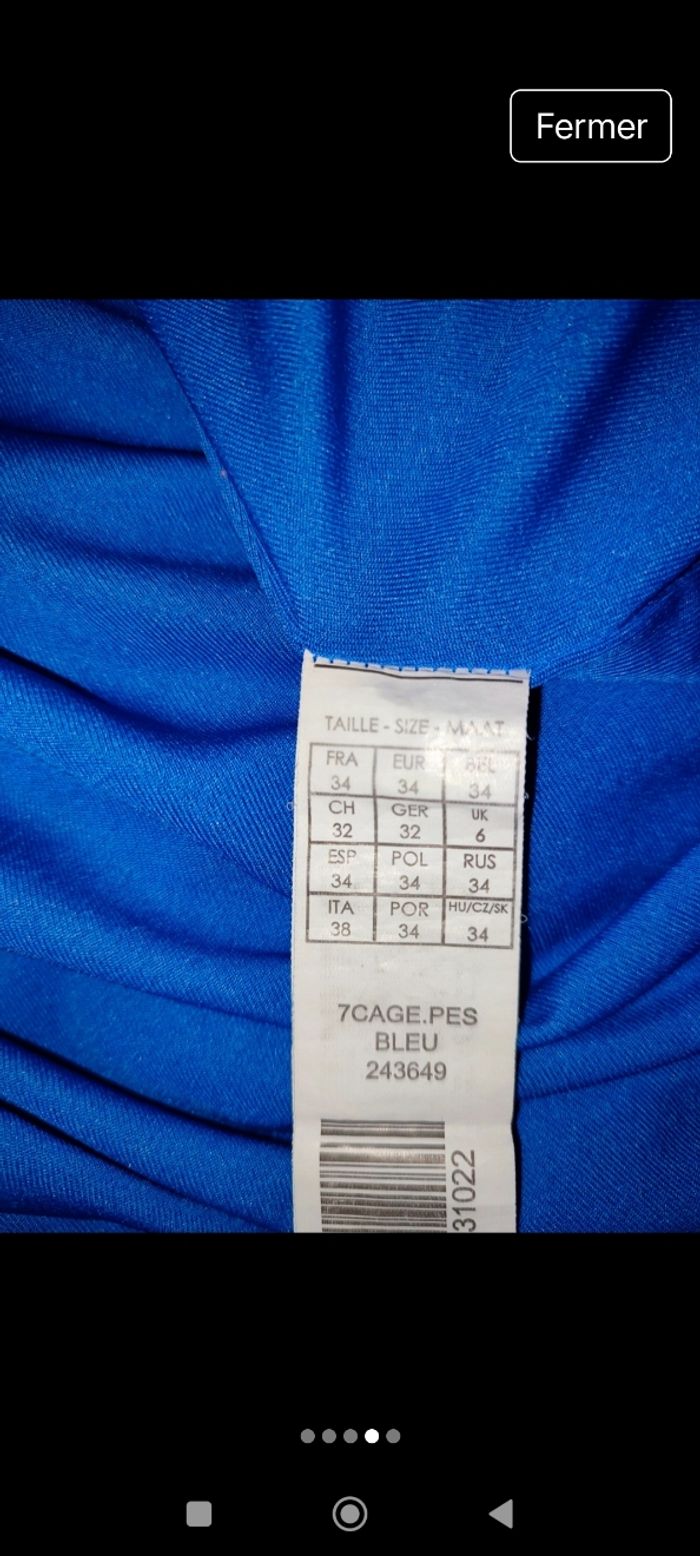 Fermer
TAILLE - SIZE - MAAT
FRA EUR BEL
34 34 34
CH GER UK
32 32 6
ESP POL RUS
34 34 34
ITA POR HU/CZ/SK
38 34 34
7CAGE.PES
BLEU
243649
31022